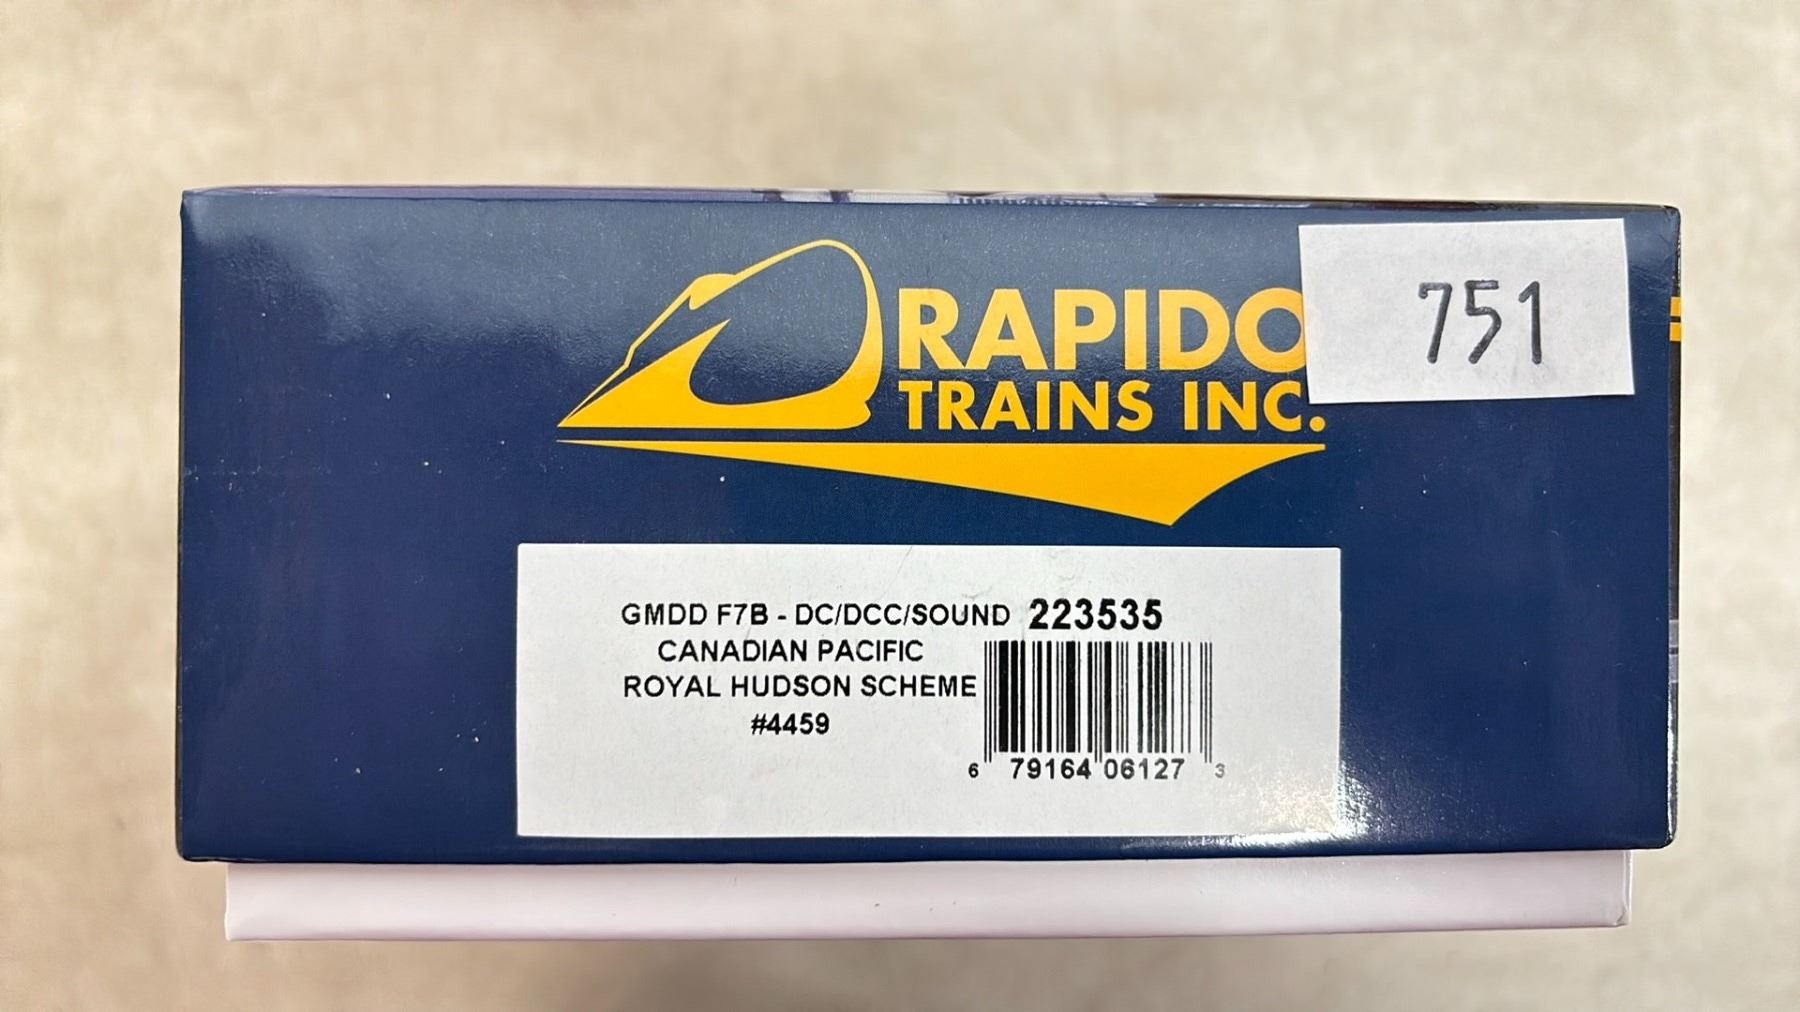 RAPIDO
TRAINS INC.
751
GMDD F7B - DC/DCC/SOUND 223535
CANADIAN PACIFIC
ROYAL HUDSON SCHEME
#4459
6 79164 06127 3